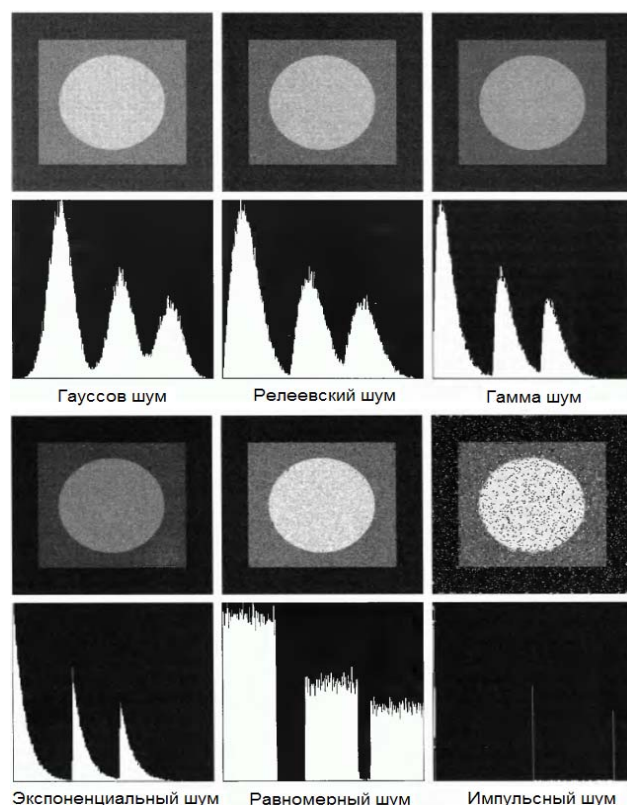 Гауссов шум
Релеевский шум
Гамма шум
Экспоненциальный шум
Равномерный шум
Импульсный шум